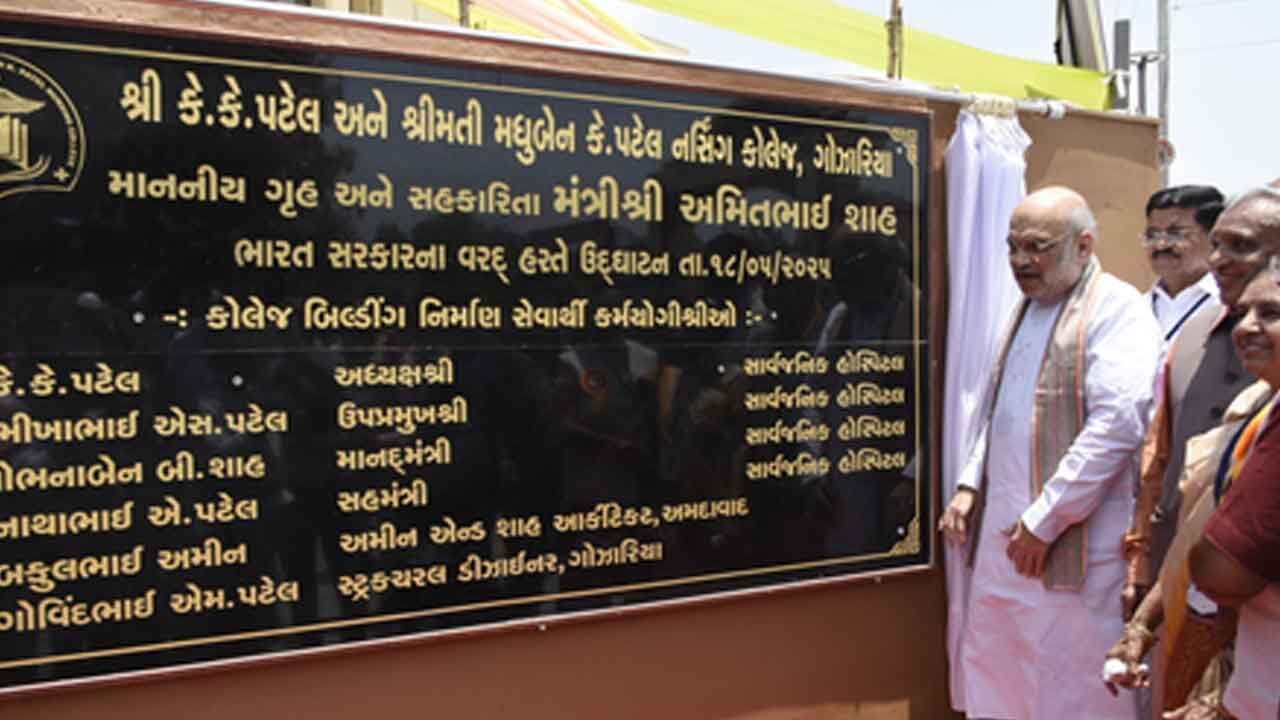 શ્રી કે.કે.પટેલ અને શ્રીમતી મધુબેન કે.પટેલ નર્સિંગ કોલેજ, ગોઝારિયા
માનનીય ગૃહ અને સહકારિતા મંત્રીશ્રી અમિતભાઈ શાહ
ભારત સરકારના વરદ્ હસ્તે ઉદ્ઘાટન તા.૧૮/૦૫/૨૦૨૫
-: કોલેજ બિલ્ડીંગ નિર્માણ સેવાર્થી કર્મયોગીશ્રીઓ :-
કે.કે.પટેલ અધ્યક્ષશ્રી સાર્વજનિક હોસ્પિટલ
ભીખાભાઈ એસ.પટેલ ઉપપ્રમુખશ્રી સાર્વજનિક હોસ્પિટલ
શોભનાબેન બી.શાહ માનદ્મંત્રી સાર્વજનિક હોસ્પિટલ
નાથાભાઈ એ.પટેલ સહમંત્રી સાર્વજનિક હોસ્પિટલ
બકુલભાઈ અમીન અમીન એન્ડ શાહ આર્કીટેકટ,અમદાવાદ
ગોવિંદભાઈ એમ.પટેલ સ્ટ્રકચરલ ડીઝાઈનર,ગોઝારિયા